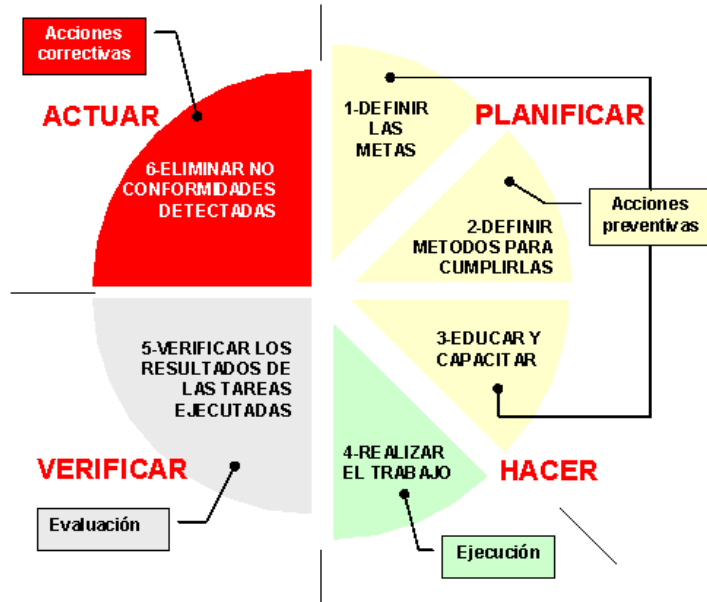 Acciones
correctivas
ACTUAR
6-ELIMINAR NO
CONFORMIDADES
DETECTADAS
1-DEFINIR
LAS
METAS
PLANIFICAR
Acciones
preventivas
2-DEFINIR
METODOS PARA
CUMPLIRLAS
3-EDUCAR Y
CAPACITAR
5-VERIFICAR LOS
RESULTADOS DE
LAS TAREAS
EJECUTADAS
VERIFICAR
4-REALIZAR
EL TRABAJO
HACER
Evaluación
Ejecución